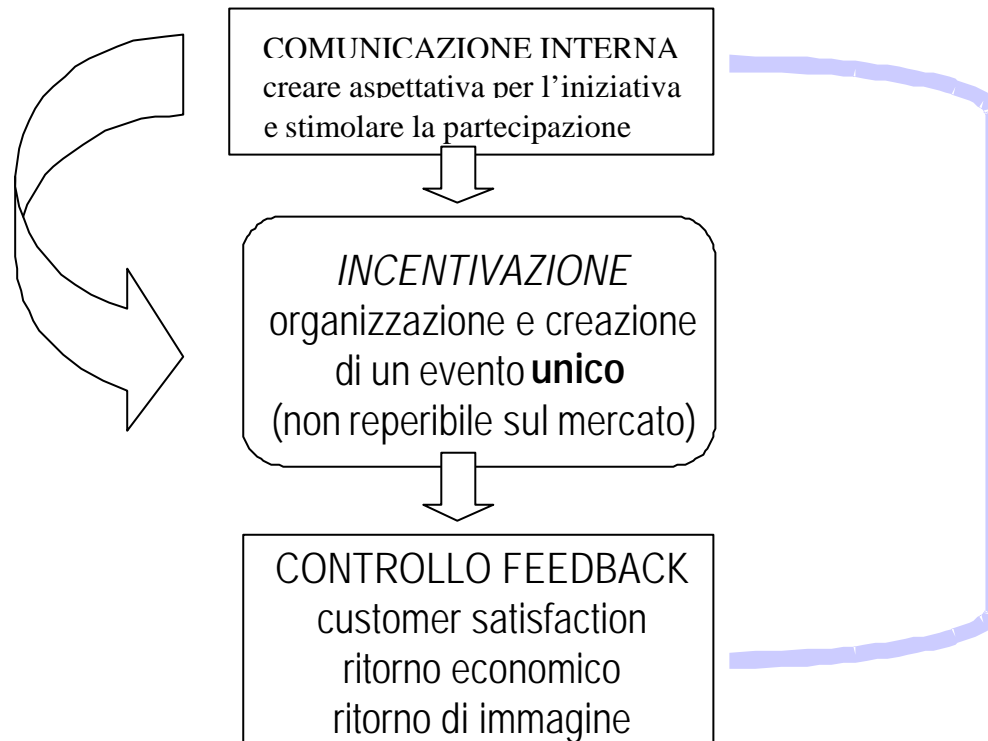 COMUNICAZIONE INTERNA
creare aspettativa per l'iniziativa
e stimolare la partecipazione
INCENTIVAZIONE
organizzazione e creazione
di un evento unico
(non reperibile sul mercato)
CONTROLLO FEEDBACK
customer satisfaction
ritorno economico
ritorno di immagine